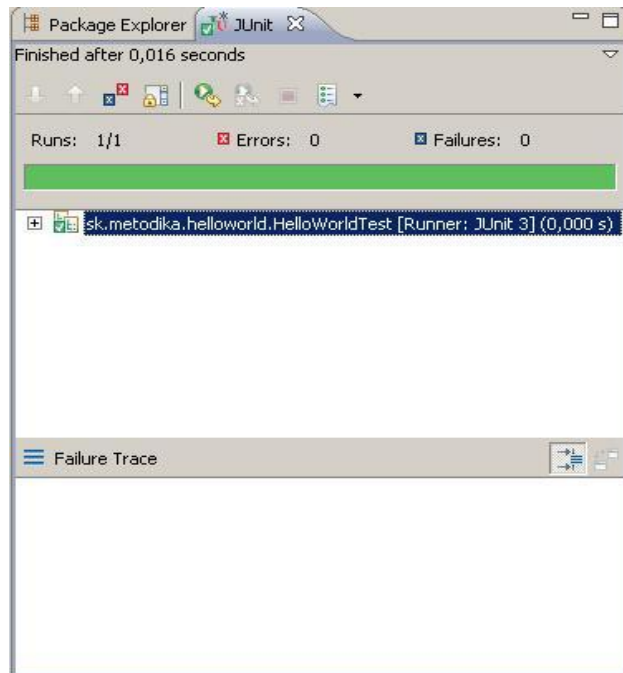 Package Explorer JUnit
Finished after 0,016 seconds
Runs: 1/1 Errors: 0 Failures: 0
sk.metodika.helloworld.HelloWorldTest [Runner: JUnit 3] (0,000 s)
Failure Trace